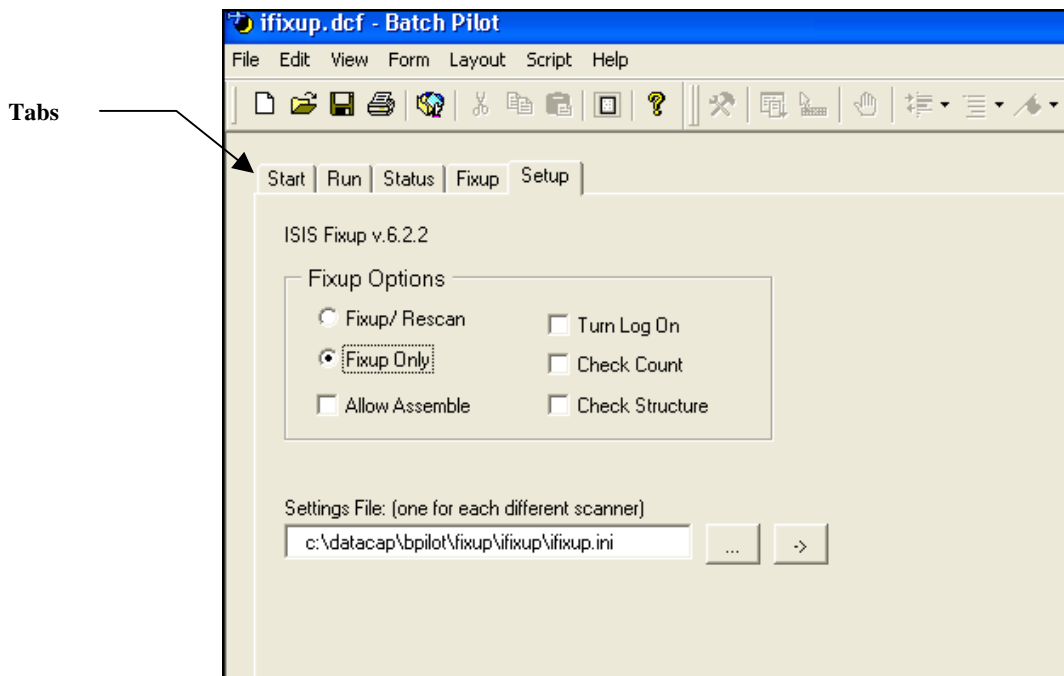 ifixup.dcf - Batch Pilot
File Edit View Form Layout Script Help
Tabs
Start Run Status Fixup Setup
ISIS Fixup v.6.2.2
Fixup Options
Fixup/ Rescan
Turn Log On
Fixup Only
Check Count
Allow Assemble
Check Structure
Settings File: (one for each different scanner)
c:\datacap\bpilot\fixup\ifixup\ifixup.ini
... ->